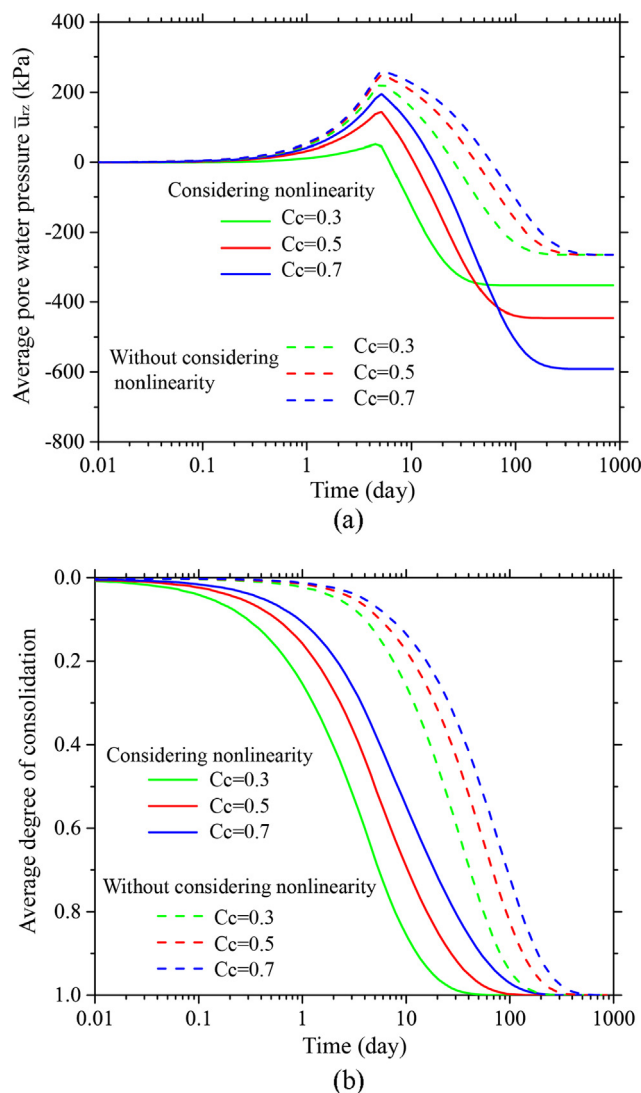 400
200
0
-200
-400
-600
-800
Average pore water pressure ūrz (kPa)
Considering nonlinearity
Cc=0.3
Cc=0.5
Cc=0.7
Without considering
nonlinearity
Cc=0.3
Cc=0.5
Cc=0.7
0.01 0.1 1 10 100 1000
Time (day)
(a)
0.0
0.2
0.4
0.6
0.8
1.0
Average degree of consolidation
Considering nonlinearity
Cc=0.3
Cc=0.5
Cc=0.7
Without considering nonlinearity
Cc=0.3
Cc=0.5
Cc=0.7
0.01 0.1 1 10 100 1000
Time (day)
(b)